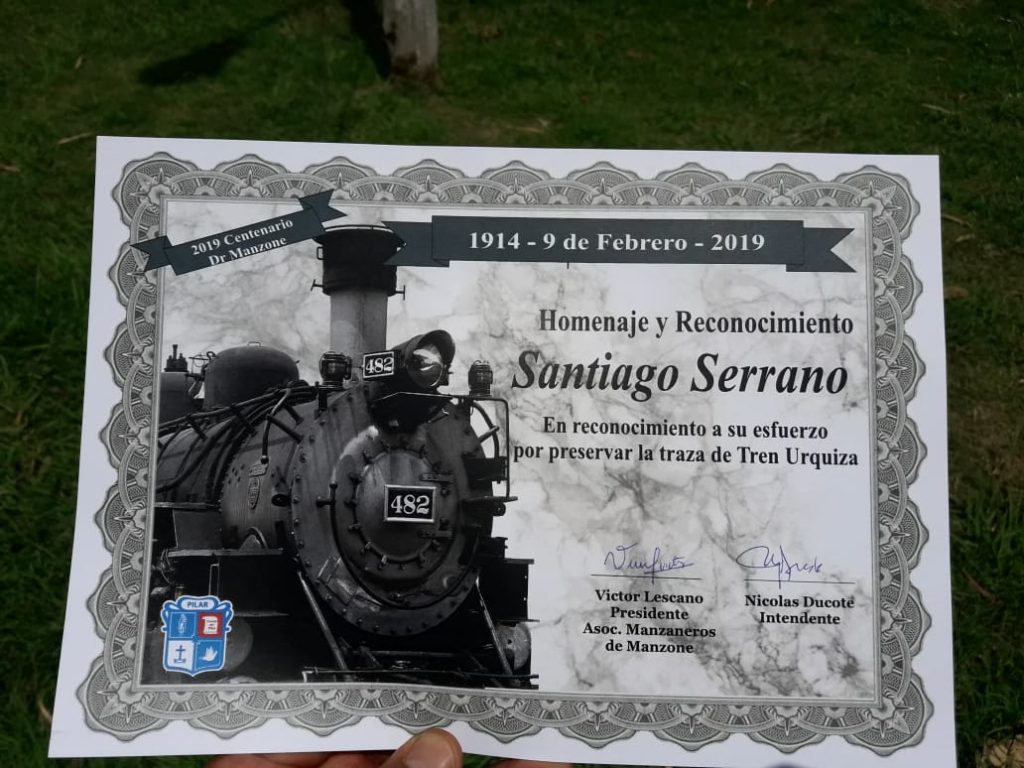 2019 Centenario
Dr Manzone
1914 - 9 de Febrero - 2019
Homenaje y Reconocimiento
Santiago Serrano
En reconocimiento a su esfuerzo
por preservar la traza de Tren Urquiza
482
482
PILAR
Victor Lescano
Presidente
Asoc. Manzaneros
de Manzone
Nicolas Ducoté
Intendente